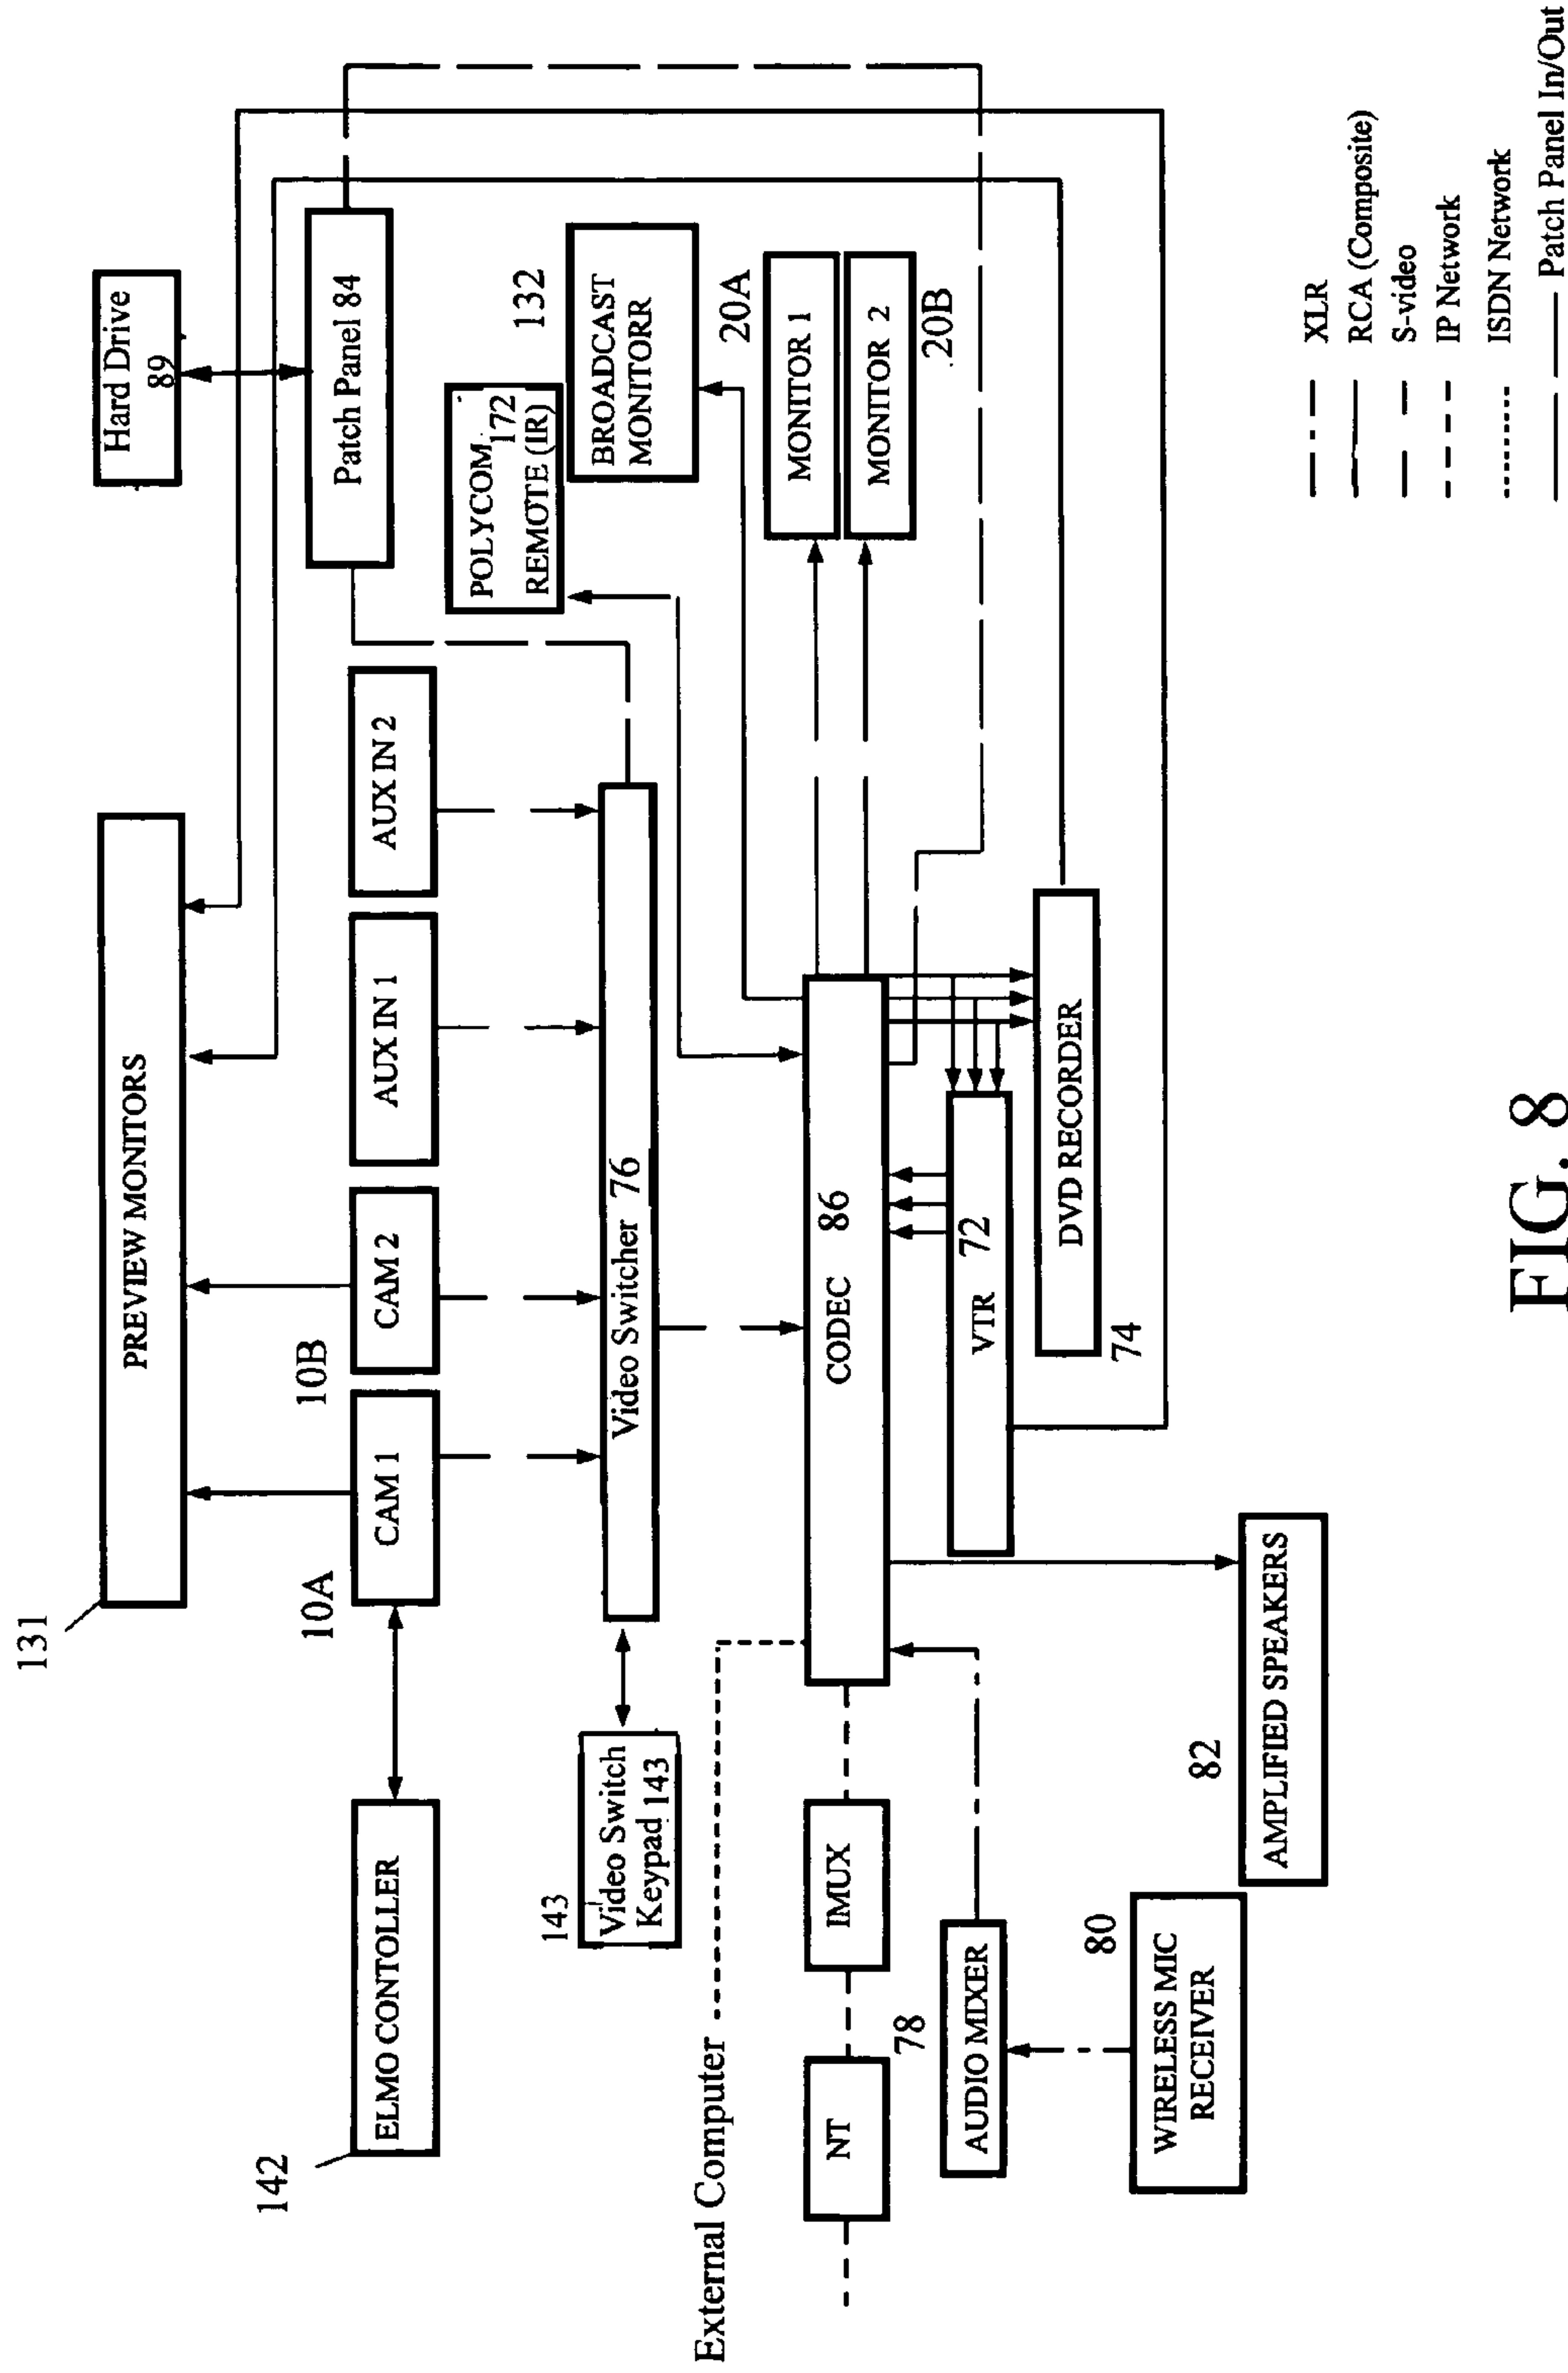 131
PREVIEW MONITORS
Hard Drive
89
142
ELMO CONTOLLER
10A
CAM 1
10B
CAM 2
AUX IN 1
AUX IN 2
Patch Panel 84
143
Video Switch
Keypad 143
Video Switcher 76
POLYCOM
172
REMOTE (IR)
132
BROADCAST
MONITORR
External Computer
20A
MONITOR 1
MONITOR 2
20B
NT
IMUX
CODEC 86
78
AUDIO MIXER
VTR 72
DVD RECORDER
74
80
WIRELESS MIC
RECEIVER
82
AMPLIFIED SPEAKERS
XLR
RCA (Composite)
S-video
IP Network
ISDN Network
Patch Panel In/Out
FIG. 8